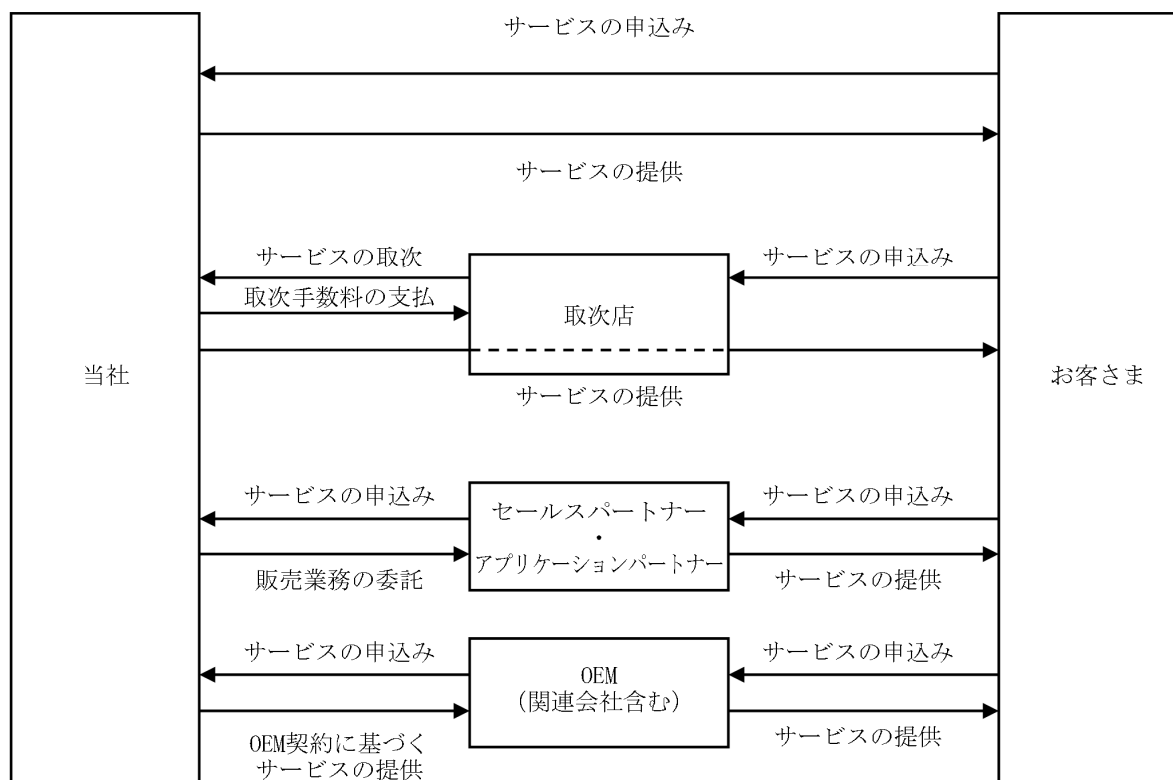 サービスの申込み
サービスの提供
サービスの取次
サービスの申込み
取次手数料の支払
取次店
当社
お客さま
サービスの提供
サービスの申込み
セールスパートナー
・
アプリケーションパートナー
サービスの申込み
販売業務の委託
サービスの提供
サービスの申込み
OEM
(関連会社含む)
サービスの申込み
OEM契約に基づく
サービスの提供
サービスの提供